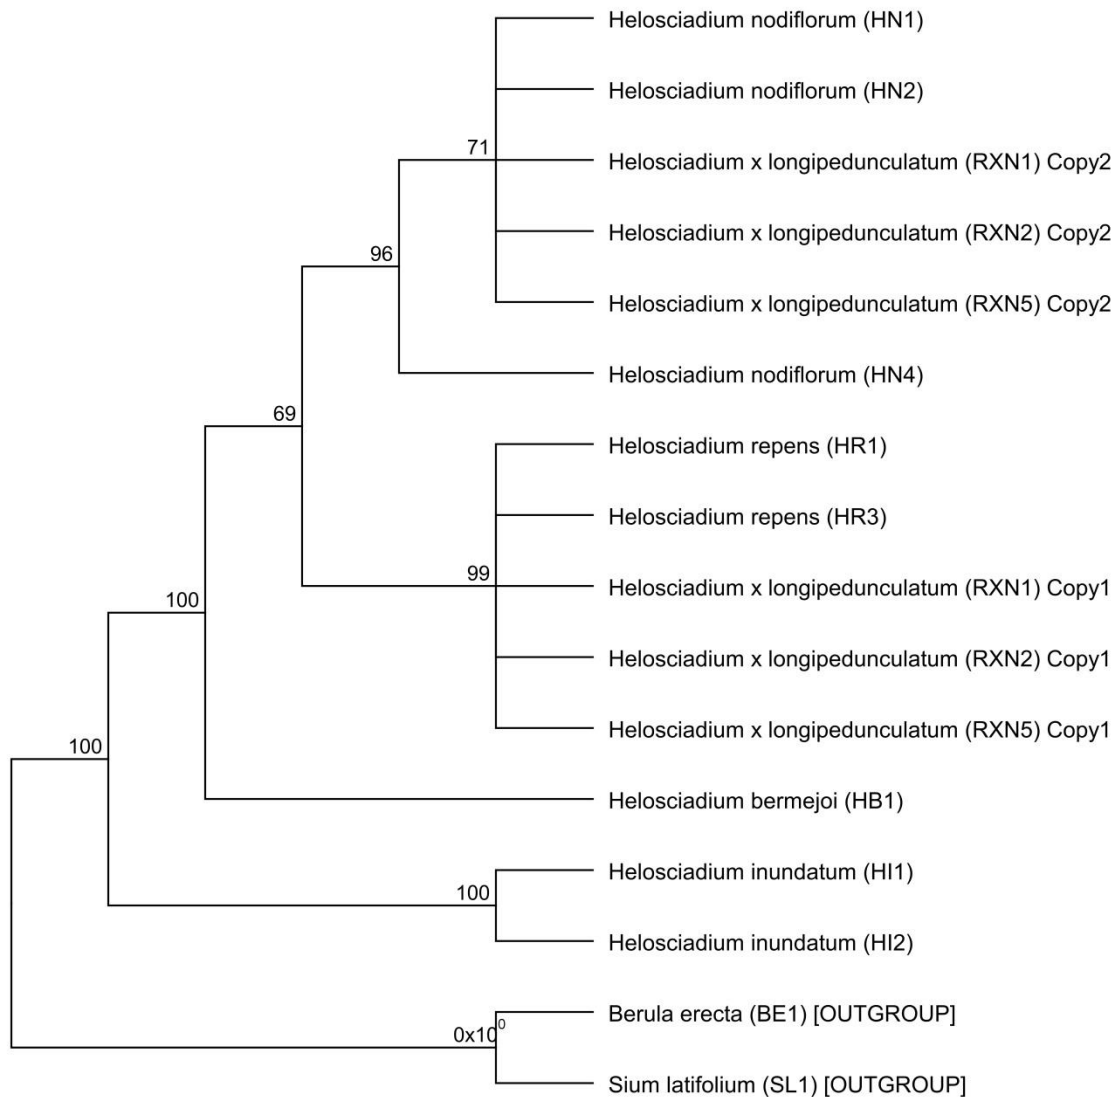 Helosciadium nodiflorum (HN1)
Helosciadium nodiflorum (HN2)
71
Helosciadium x longipedunculatum (RXN1) Copy2
Helosciadium x longipedunculatum (RXN2) Copy2
96
Helosciadium x longipedunculatum (RXN5) Copy2
Helosciadium nodiflorum (HN4)
69
Helosciadium repens (HR1)
Helosciadium repens (HR3)
99
Helosciadium x longipedunculatum (RXN1) Copy1
100
Helosciadium x longipedunculatum (RXN2) Copy1
Helosciadium x longipedunculatum (RXN5) Copy1
100
Helosciadium bermejoi (HB1)
Helosciadium inundatum (HI1)
100
Helosciadium inundatum (HI2)
Berula erecta (BE1) [OUTGROUP]
0x10⁰
Sium latifolium (SL1) [OUTGROUP]